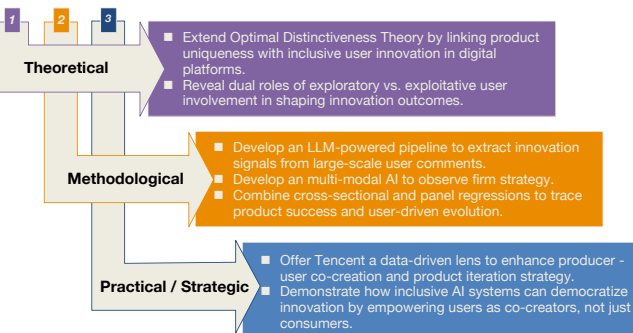 1
2
3
Theoretical
■ Extend Optimal Distinctiveness Theory by linking product
uniqueness with inclusive user innovation in digital
platforms.
■ Reveal dual roles of exploratory vs. exploitative user
involvement in shaping innovation outcomes.
Methodological
■ Develop an LLM-powered pipeline to extract innovation
signals from large-scale user comments.
■ Develop an multi-modal AI to observe firm strategy.
■ Combine cross-sectional and panel regressions to trace
product success and user-driven evolution.
Practical / Strategic
■ Offer Tencent a data-driven lens to enhance producer -
user co-creation and product iteration strategy.
■ Demonstrate how inclusive AI systems can democratize
innovation by empowering users as co-creators, not just
consumers.